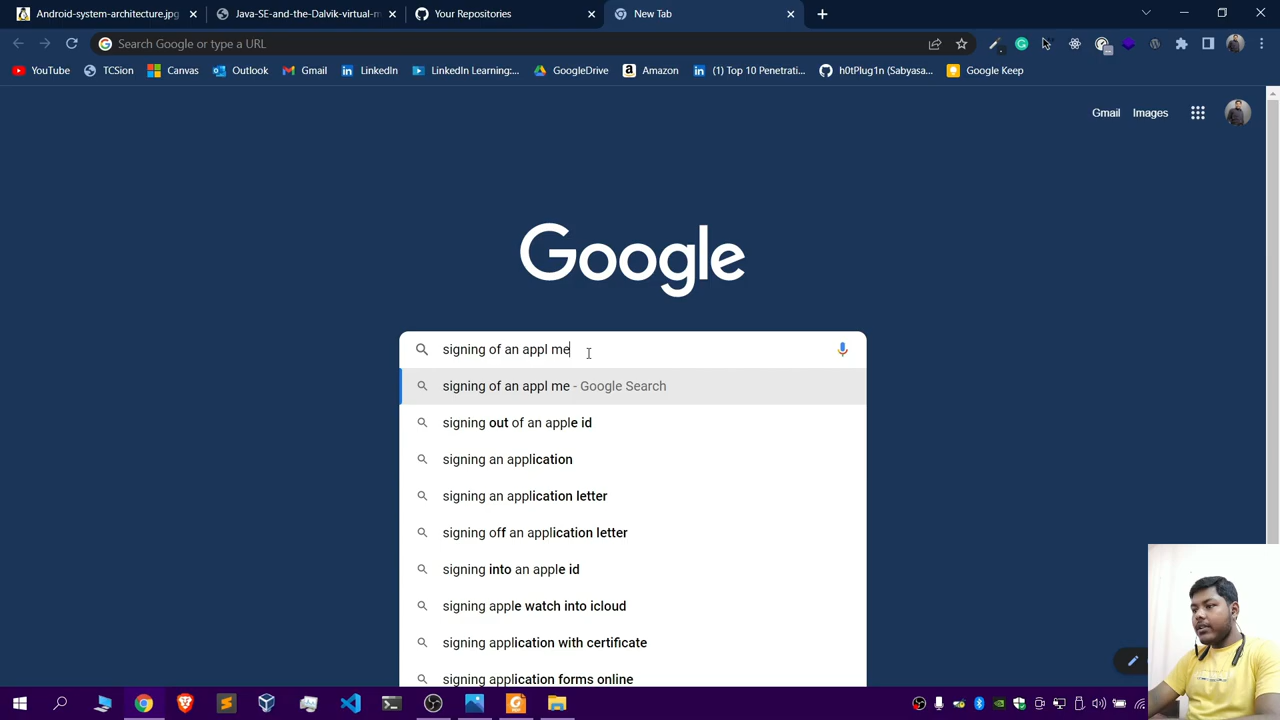 Android-system-architecture.jpg
Java-SE-and-the-Dalvik-virtual-m
Your Repositories
New Tab
Search Google or type a URL
YouTube
TCSion
Canvas
Outlook
Gmail
LinkedIn
LinkedIn Learning:...
GoogleDrive
Amazon
(1) Top 10 Penetrati...
h0tPlug1n (Sabyasa...
Google Keep
Gmail
Images
Google
signing of an appl me
signing of an appl me - Google Search
signing out of an apple id
signing an application
signing an application letter
signing off an application letter
signing into an apple id
signing apple watch into icloud
signing application with certificate
signing application forms online